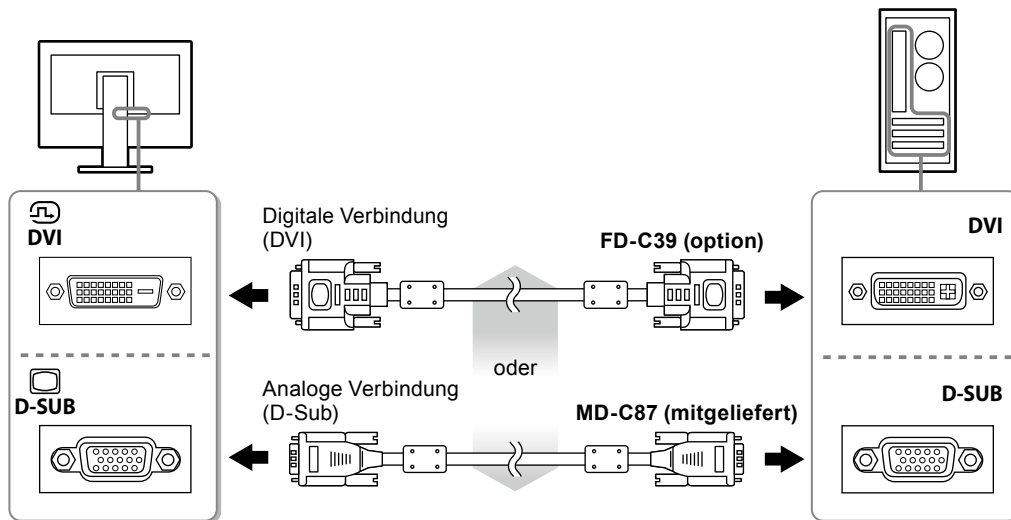 DVI
Digitale Verbindung
(DVI)
FD-C39 (option)
DVI
oder
D-SUB
Analoge Verbindung
(D-Sub)
MD-C87 (mitgeliefert)
D-SUB